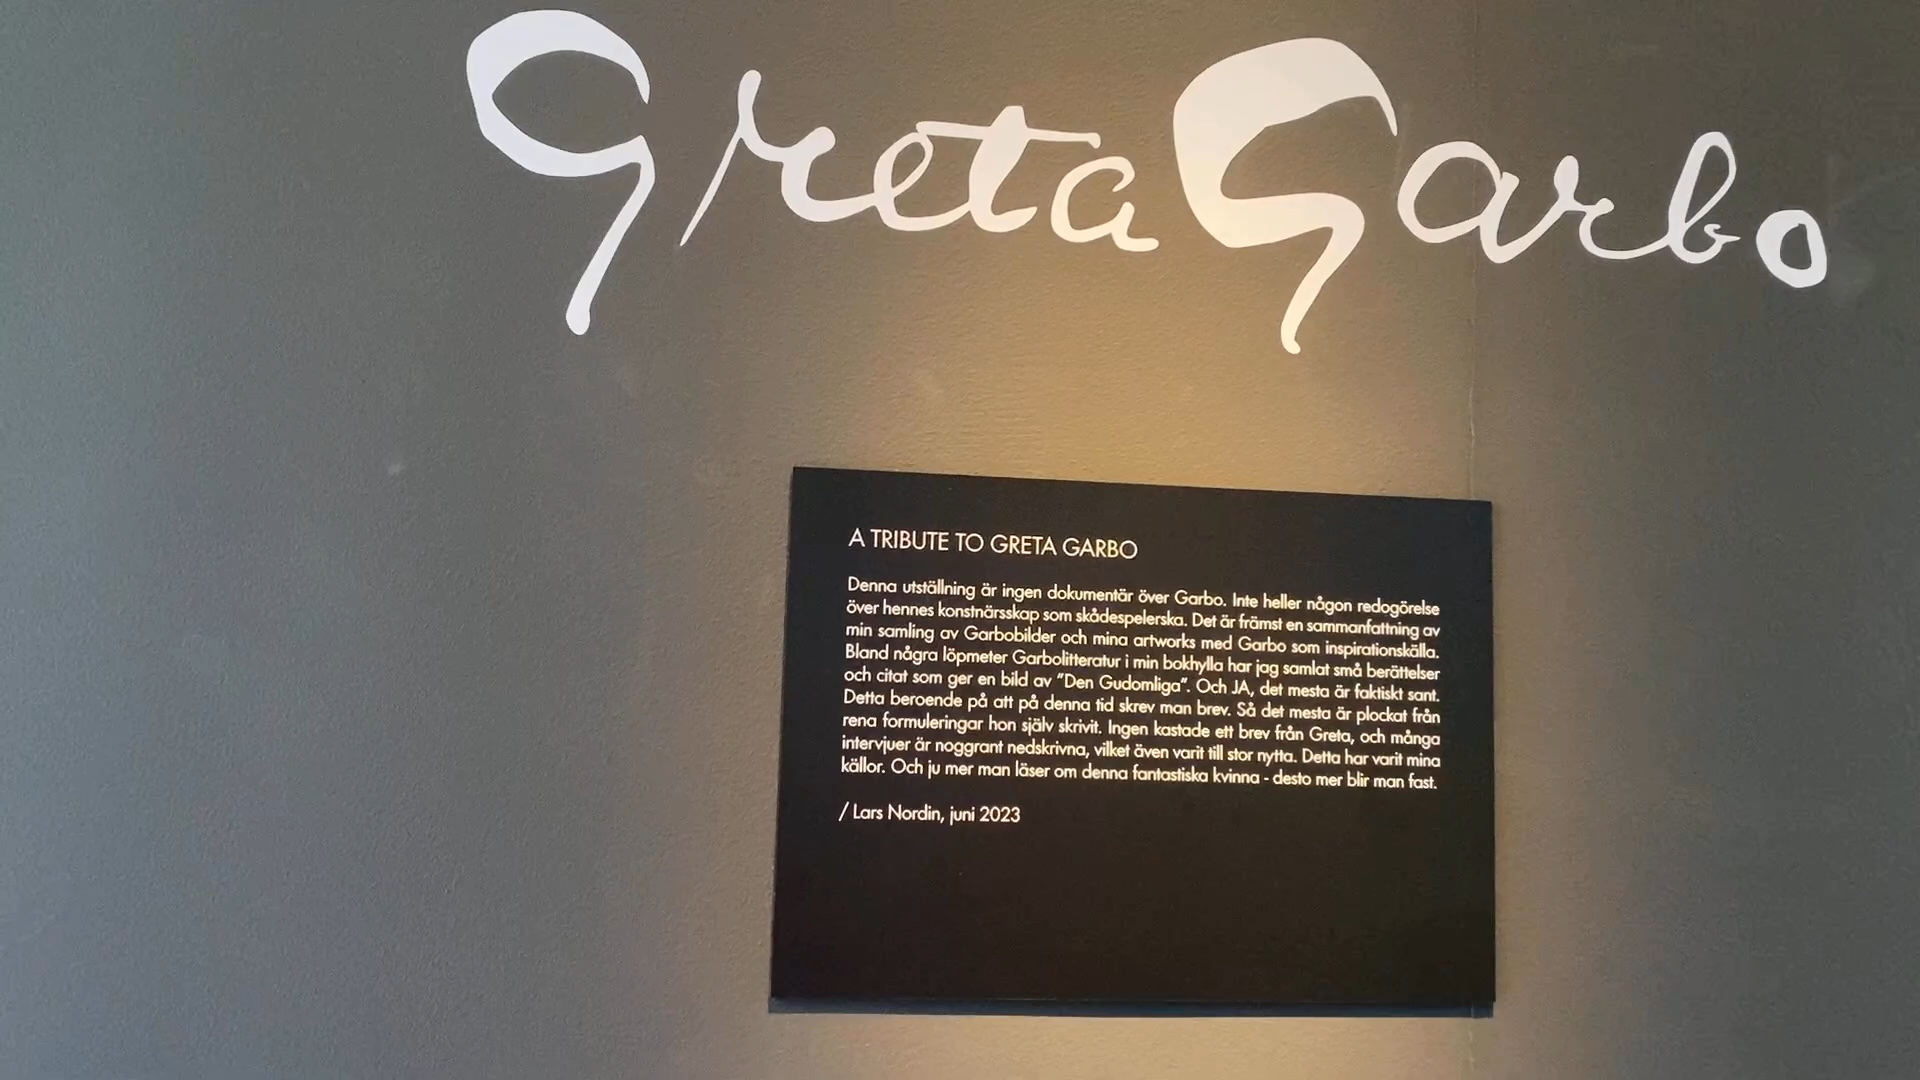 Greta Garbo
A TRIBUTE TO GRETA GARBO
Denna utställning är ingen dokumentär över Garbo. Inte heller någon redogörelse
över hennes konstnärsskap som skådespelerska. Det är främst en sammanfattning av
min samling av Garbobilder och mina artworks med Garbo som inspirationskälla.
Bland några löpmeter Garbolitteratur i min bokhylla har jag samlat små berättelser
och citat som ger en bild av ”Den Gudomliga”. Och JA, det mesta är faktiskt sant.
Detta beroende på att på denna tid skrev man brev. Så det mesta är plockat från
rena formuleringar hon själv skrivit. Ingen kastade ett brev från Greta, och många
intervjuer är noggrant nedskrivna, vilket även varit till stor nytta. Detta har varit mina
källor. Och ju mer man läser om denna fantastiska kvinna - desto mer blir man fast.
/ Lars Nordin, juni 2023